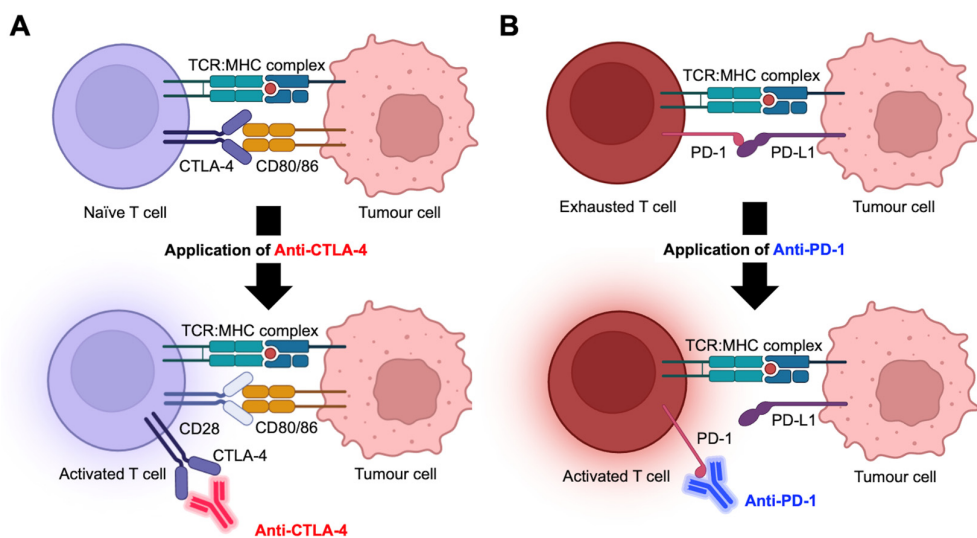 A
TCR:MHC complex
CTLA-4
CD80/86
Naïve T cell
Tumour cell
Application of Anti-CTLA-4
TCR:MHC complex
CD28
CD80/86
CTLA-4
Activated T cell
Tumour cell
Anti-CTLA-4
B
TCR:MHC complex
PD-1
PD-L1
Exhausted T cell
Tumour cell
Application of Anti-PD-1
TCR:MHC complex
PD-L1
PD-1
Activated T cell
Tumour cell
Anti-PD-1